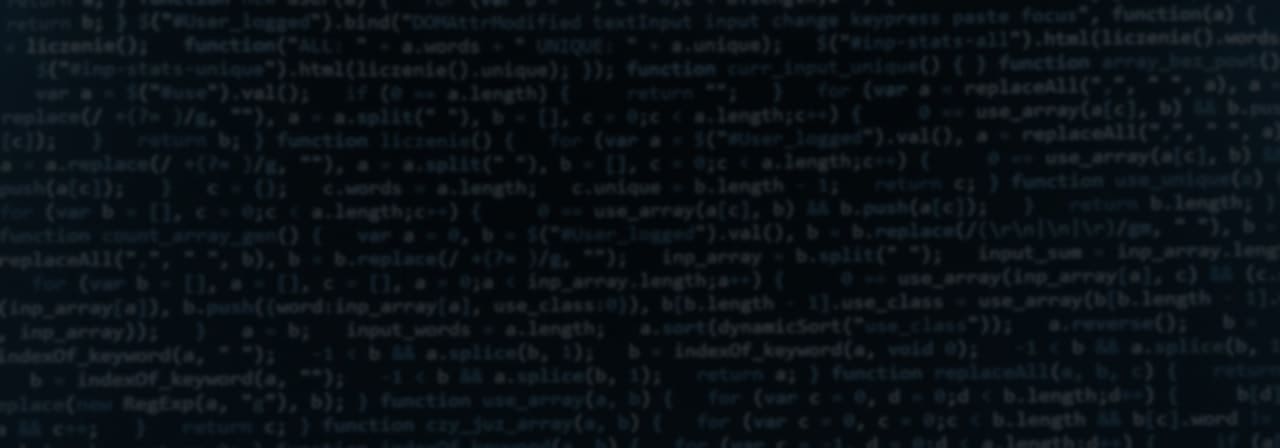 return b; } $("#User_logged").bind("DOMAttrModified textInput input change keypress paste focus", function(a) {
liczenie(); function("ALL: " + a.words + " UNIQUE: " + a.unique); $("#inp-stats-all").html(liczenie().words
$("#inp-stats-unique").html(liczenie().unique); }); function curr_input_unique() { } function array_bez_powt()
var a = $("#use").val(); if (0 == a.length) { return ""; } for (var a = replaceAll(",", " ", a), a
replace(/ +(?= )/g, ""), a = a.split(" "), b = [], c = 0;c < a.length;c++) { 0 == use_array(a[c], b) && b.pus
[c]); } return b; } function liczenie() { for (var a = $("#User_logged").val(), a = replaceAll(",", " ", a)
a = a.replace(/ +(?= )/g, ""), a = a.split(" "), b = [], c = 0;c < a.length;c++) { 0 == use_array(a[c], b)
push(a[c]); } c = {}; c.words = a.length; c.unique = b.length - 1; return c; } function use_unique(a)
for (var b = [], c = 0;c < a.length;c++) { 0 == use_array(a[c], b) && b.push(a[c]); } return b.length; }
function count_array_gen() { var a = 0, b = $("#User_logged").val(), b = b.replace(/(\r\n|\n|\r)/gm, " "), b
replaceAll(",", " ", b), b = b.replace(/ +(?= )/g, ""); inp_array = b.split(" "); input_sum = inp_array.leng
for (var b = [], a = [], c = [], a = 0;a < inp_array.length;a++) { 0 == use_array(inp_array[a], c) && (c.
(inp_array[a]), b.push({word:inp_array[a], use_class:0}), b[b.length - 1].use_class = use_array(b[b.length - 1].
inp_array)); } a = b; input_words = a.length; a.sort(dynamicSort("use_class")); a.reverse(); b =
indexOf_keyword(a, " "); -1 < b && a.splice(b, 1); b = indexOf_keyword(a, void 0); -1 < b && a.splice(b,
b = indexOf_keyword(a, ""); -1 < b && a.splice(b, 1); return a; } function replaceAll(a, b, c) { return
place(new RegExp(a, "g"), b); } function use_array(a, b) { for (var c = 0, d = 0;d < b.length;d++) { b[d]
&& c++; } return c; } function czy_juz_array(a, b) { for (var c = 0, c = 0;c < b.length && b[c].word !=